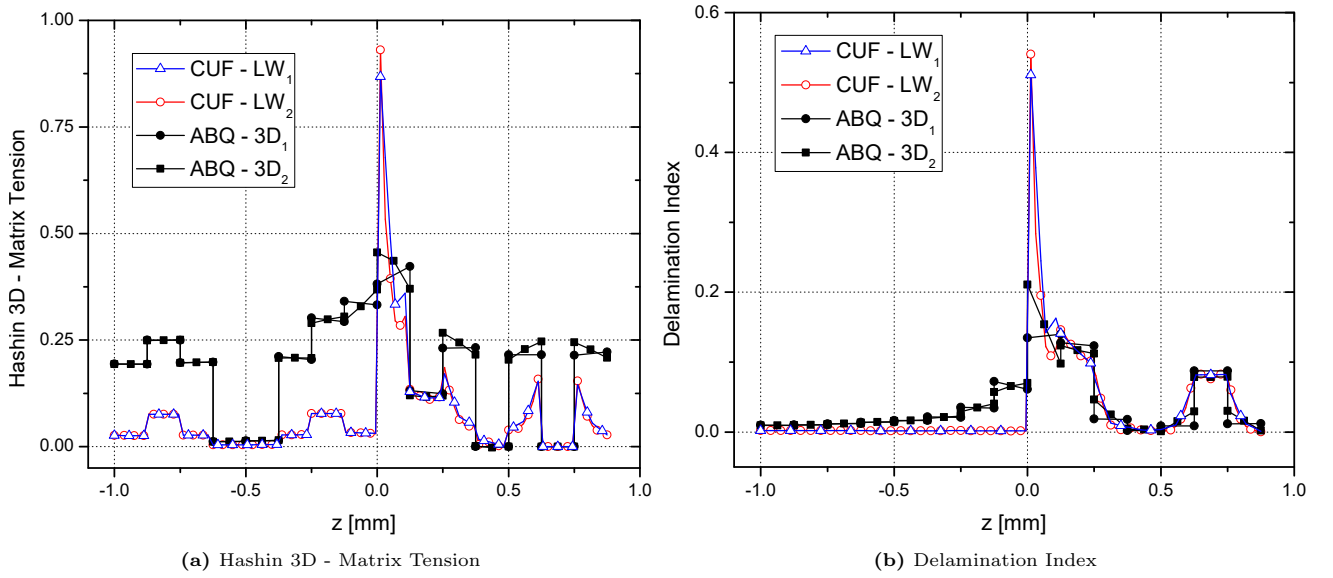 1.00
0.75
0.50
0.25
0.00
Hashin 3D - Matrix Tension
CUF - LW₁
CUF - LW₂
ABQ - 3D₁
ABQ - 3D₂
-1.0
-0.5
0.0
0.5
1.0
z [mm]
(a) Hashin 3D - Matrix Tension
0.6
0.4
0.2
0.0
Delamination Index
CUF - LW₁
CUF - LW₂
ABQ - 3D₁
ABQ - 3D₂
-1.0
-0.5
0.0
0.5
1.0
z [mm]
(b) Delamination Index